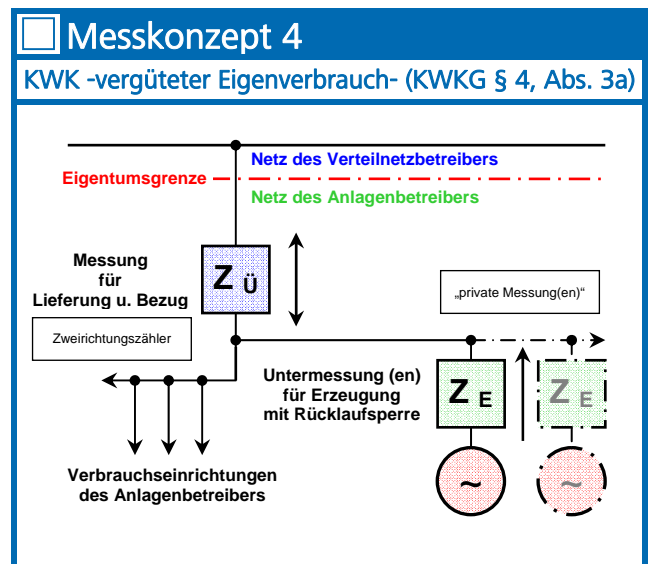 Messkonzept 4
KWK -vergüteter Eigenverbrauch- (KWKG § 4, Abs. 3a)
Netz des Verteilnetzbetreibers
Eigentumsgrenze
Netz des Anlagenbetreibers
Messung
für
Lieferung u. Bezug
Z Ü
„private Messung(en)“
Zweirichtungszähler
Untermessung (en)
für Erzeugung
mit Rücklaufsperre
Z E
Z E
~
~
Verbrauchseinrichtungen
des Anlagenbetreibers